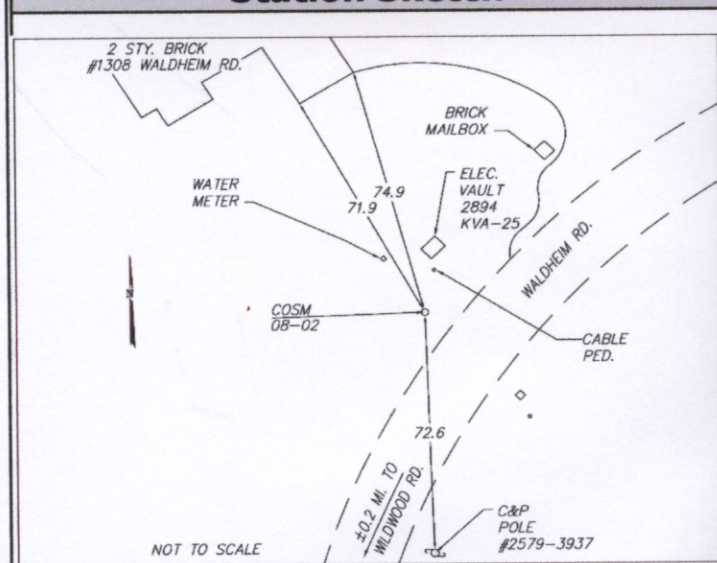 2 STY. BRICK
#1308 WALDHEIM RD.
BRICK
MAILBOX
ELEC.
VAULT
2894
KVA-25
WATER
METER
74.9
71.9
WALDHEIM RD.
N
COSM
08-02
CABLE
PED.
72.6
±0.2 MI. TO
WILDWOOD RD.
C&P
POLE
#2579-3937
NOT TO SCALE